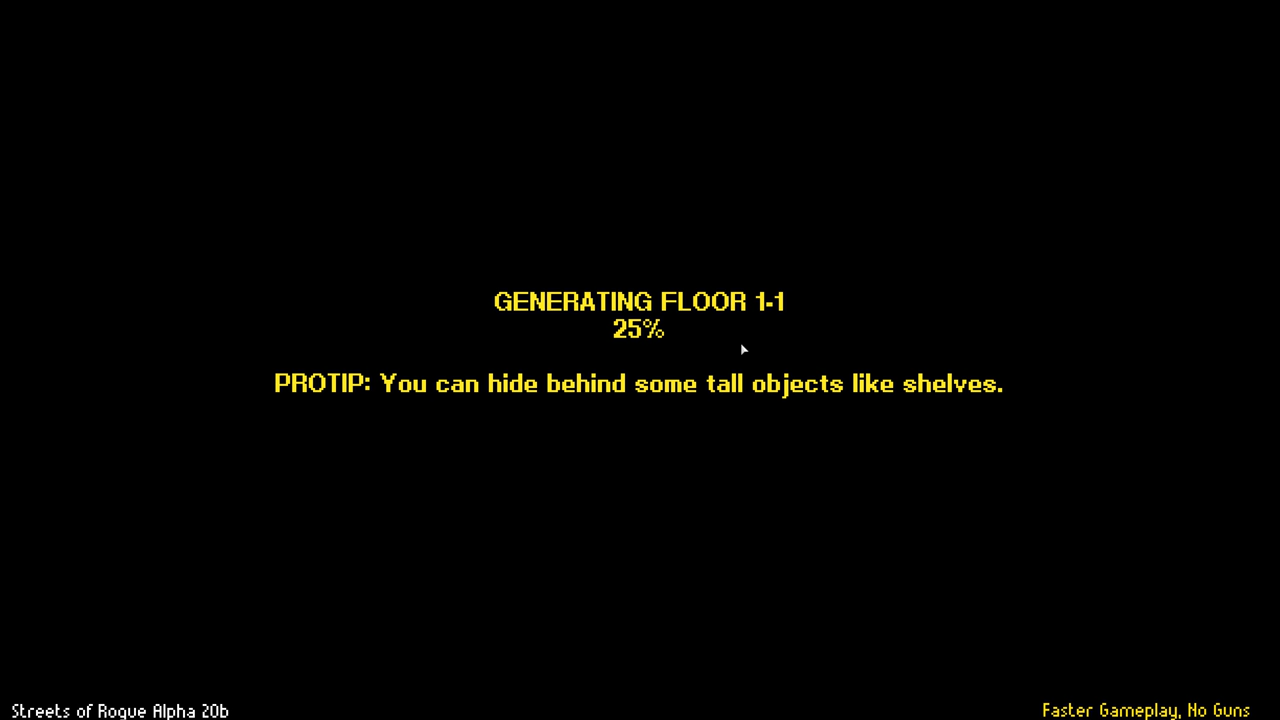 GENERATING FLOOR 1-1
25%
PROTIP: You can hide behind some tall objects like shelves.
Streets of Rogue Alpha 20b
Faster Gameplay, No Guns